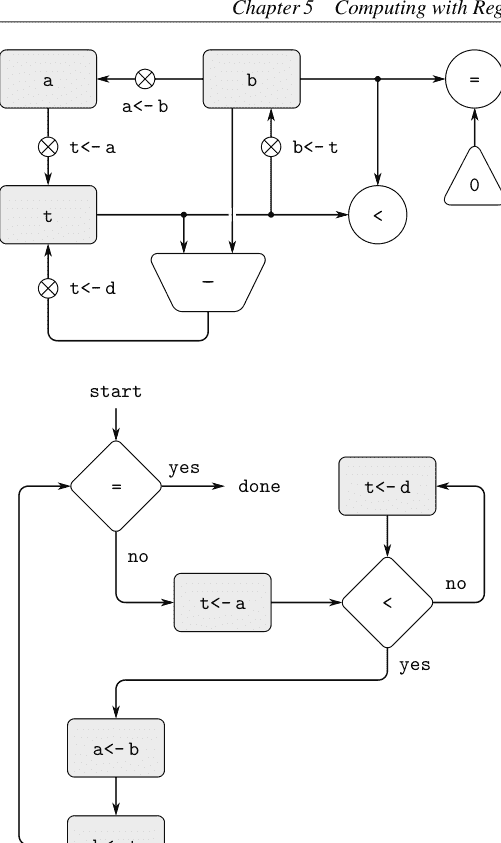 Chapter 5 Computing with Reg
a
b
=
a<-b
t<-a
b<-t
0
t
<
t<-d
–
start
=
yes
done
t<-d
no
no
t<-a
<
yes
a<-b